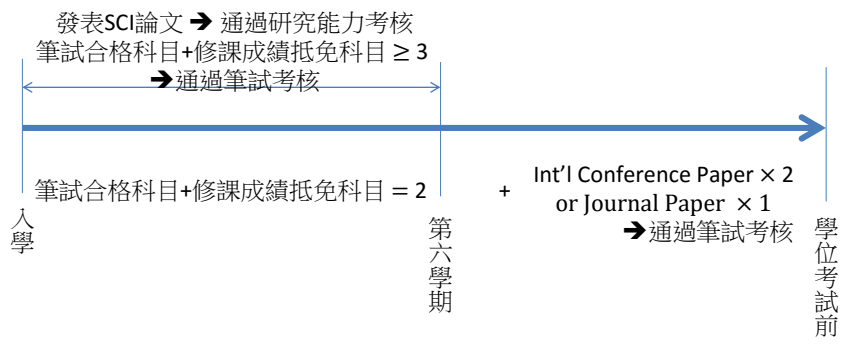 發表SCI論文 ➔ 通過研究能力考核
筆試合格科目+修課成績抵免科目 ≥ 3
➔通過筆試考核
筆試合格科目+修課成績抵免科目 = 2
+
Int'l Conference Paper × 2
or Journal Paper × 1
➔通過筆試考核
入學
第六學期
學位考試前